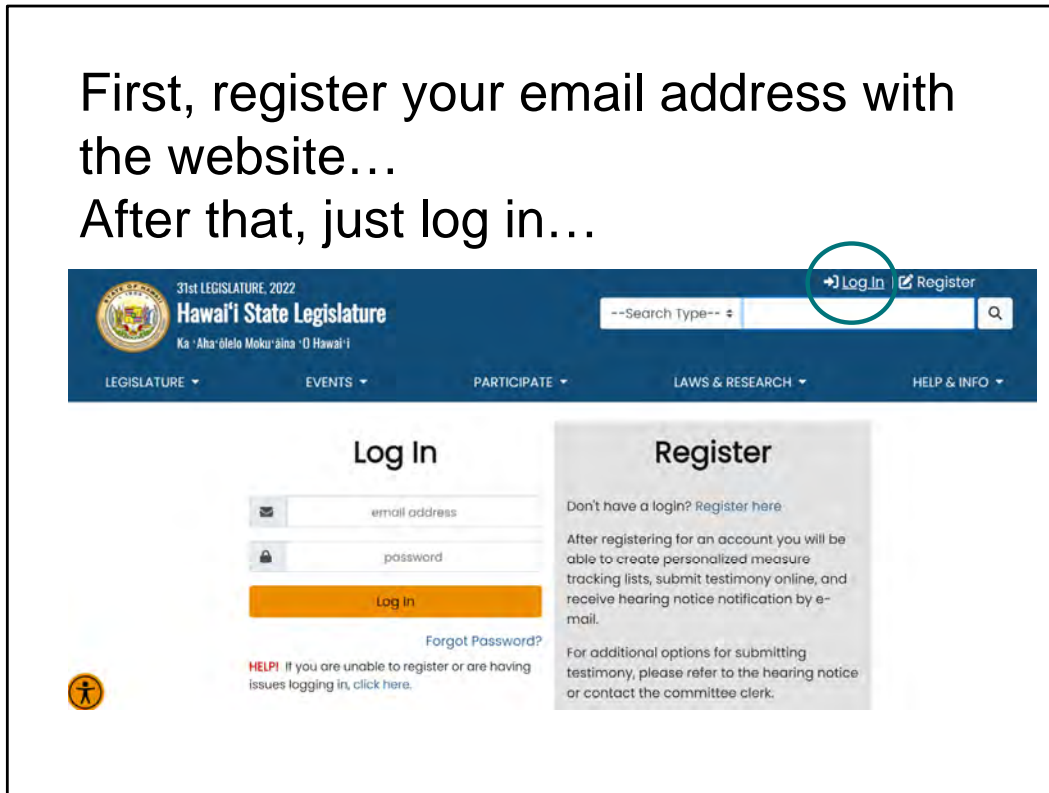 First, register your email address with
the website…
After that, just log in…
Log In
Register
31st LEGISLATURE, 2022
Hawai‘i State Legislature
Ka ‘Aha‘ōlelo Moku‘āina ‘O Hawai‘i
--Search Type--
LEGISLATURE
EVENTS
PARTICIPATE
LAWS & RESEARCH
HELP & INFO
Log In
email address
password
Log In
Forgot Password?
HELP! If you are unable to register or are having
issues logging in, click here.
Register
Don't have a login? Register here
After registering for an account you will be
able to create personalized measure
tracking lists, submit testimony online, and
receive hearing notice notification by e-
mail.
For additional options for submitting
testimony, please refer to the hearing notice
or contact the committee clerk.